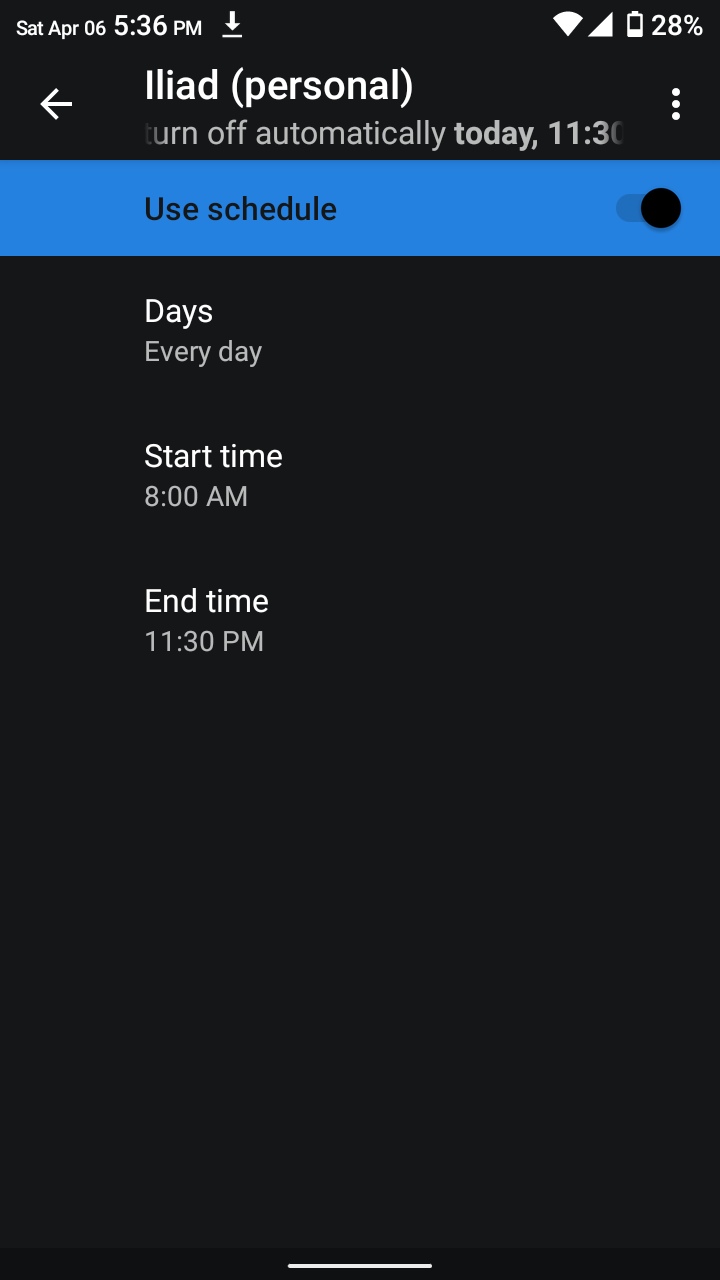 Sat Apr 06 5:36 PM 28%
Iliad (personal)
turn off automatically today, 11:30
Use schedule
Days
Every day
Start time
8:00 AM
End time
11:30 PM